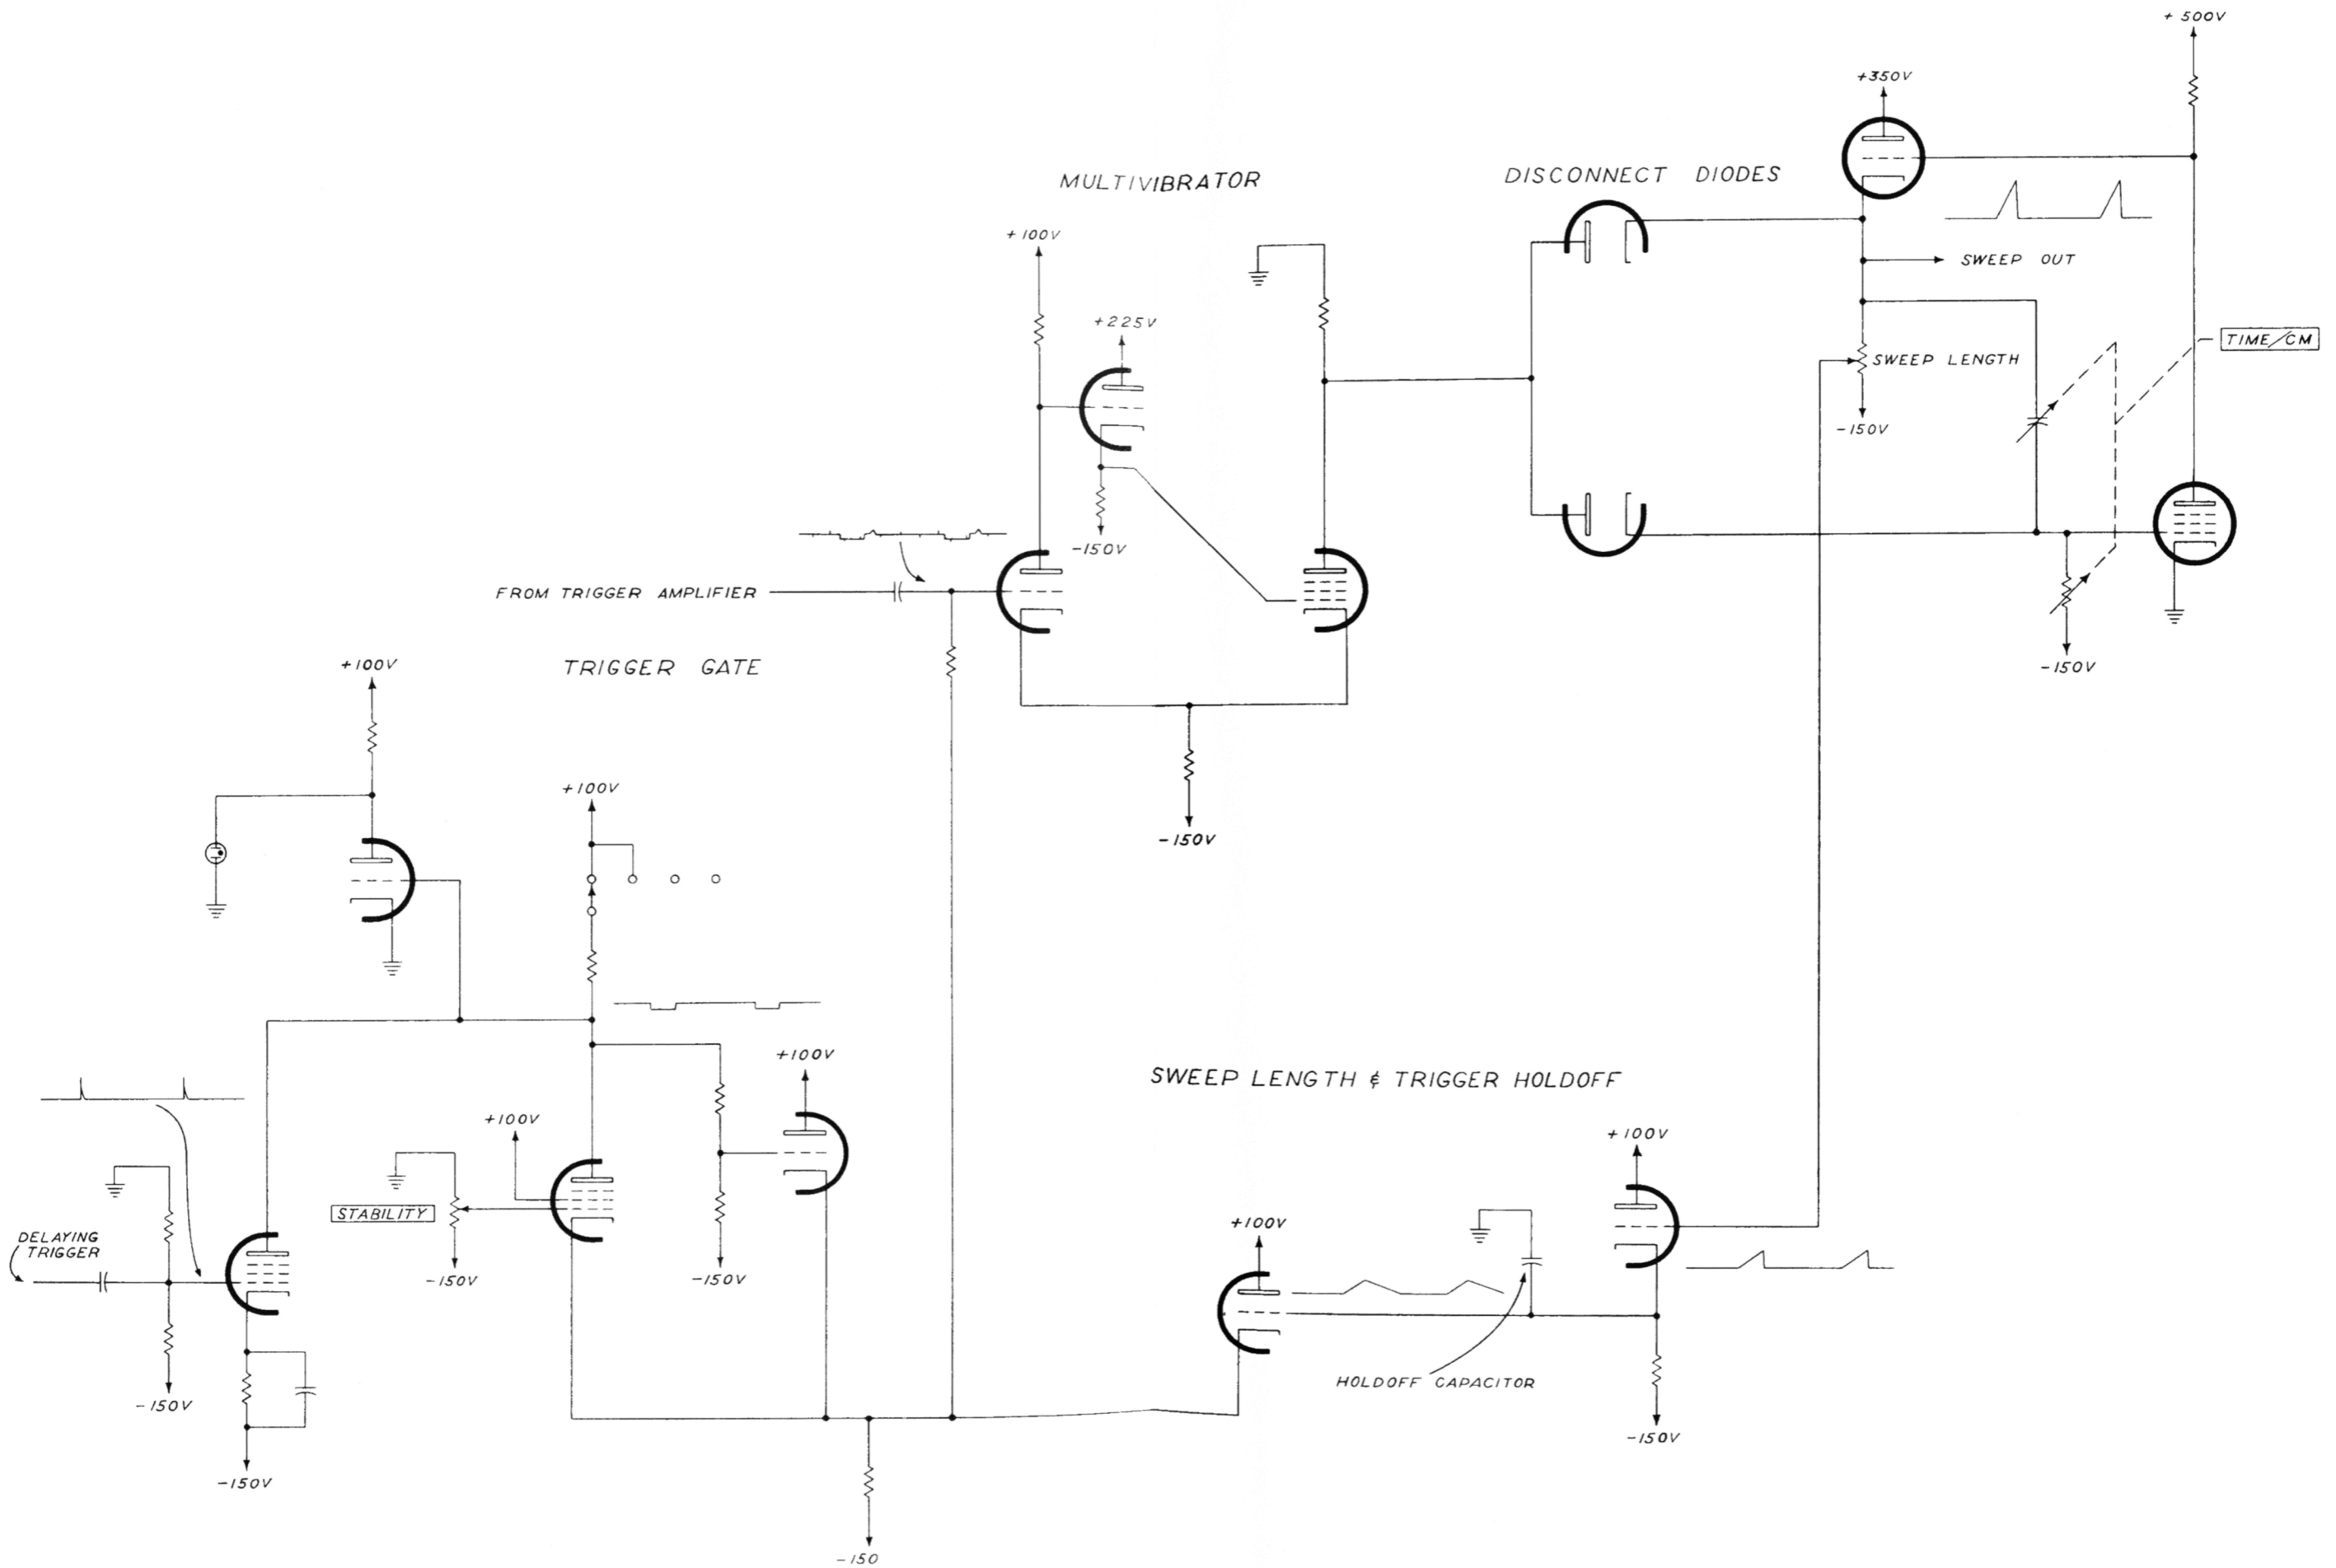 + 500V
+350V
MULTIVIBRATOR
DISCONNECT DIODES
+ 100V
SWEEP OUT
+225V
TIME/CM
SWEEP LENGTH
-150V
-150V
FROM TRIGGER AMPLIFIER
+100V
TRIGGER GATE
-150V
+100V
-150V
+100V
SWEEP LENGTH & TRIGGER HOLDOFF
+100V
+100V
STABILITY
+100V
DELAYING
TRIGGER
-150V
-150V
HOLDOFF CAPACITOR
-150V
-150V
-150V
-150